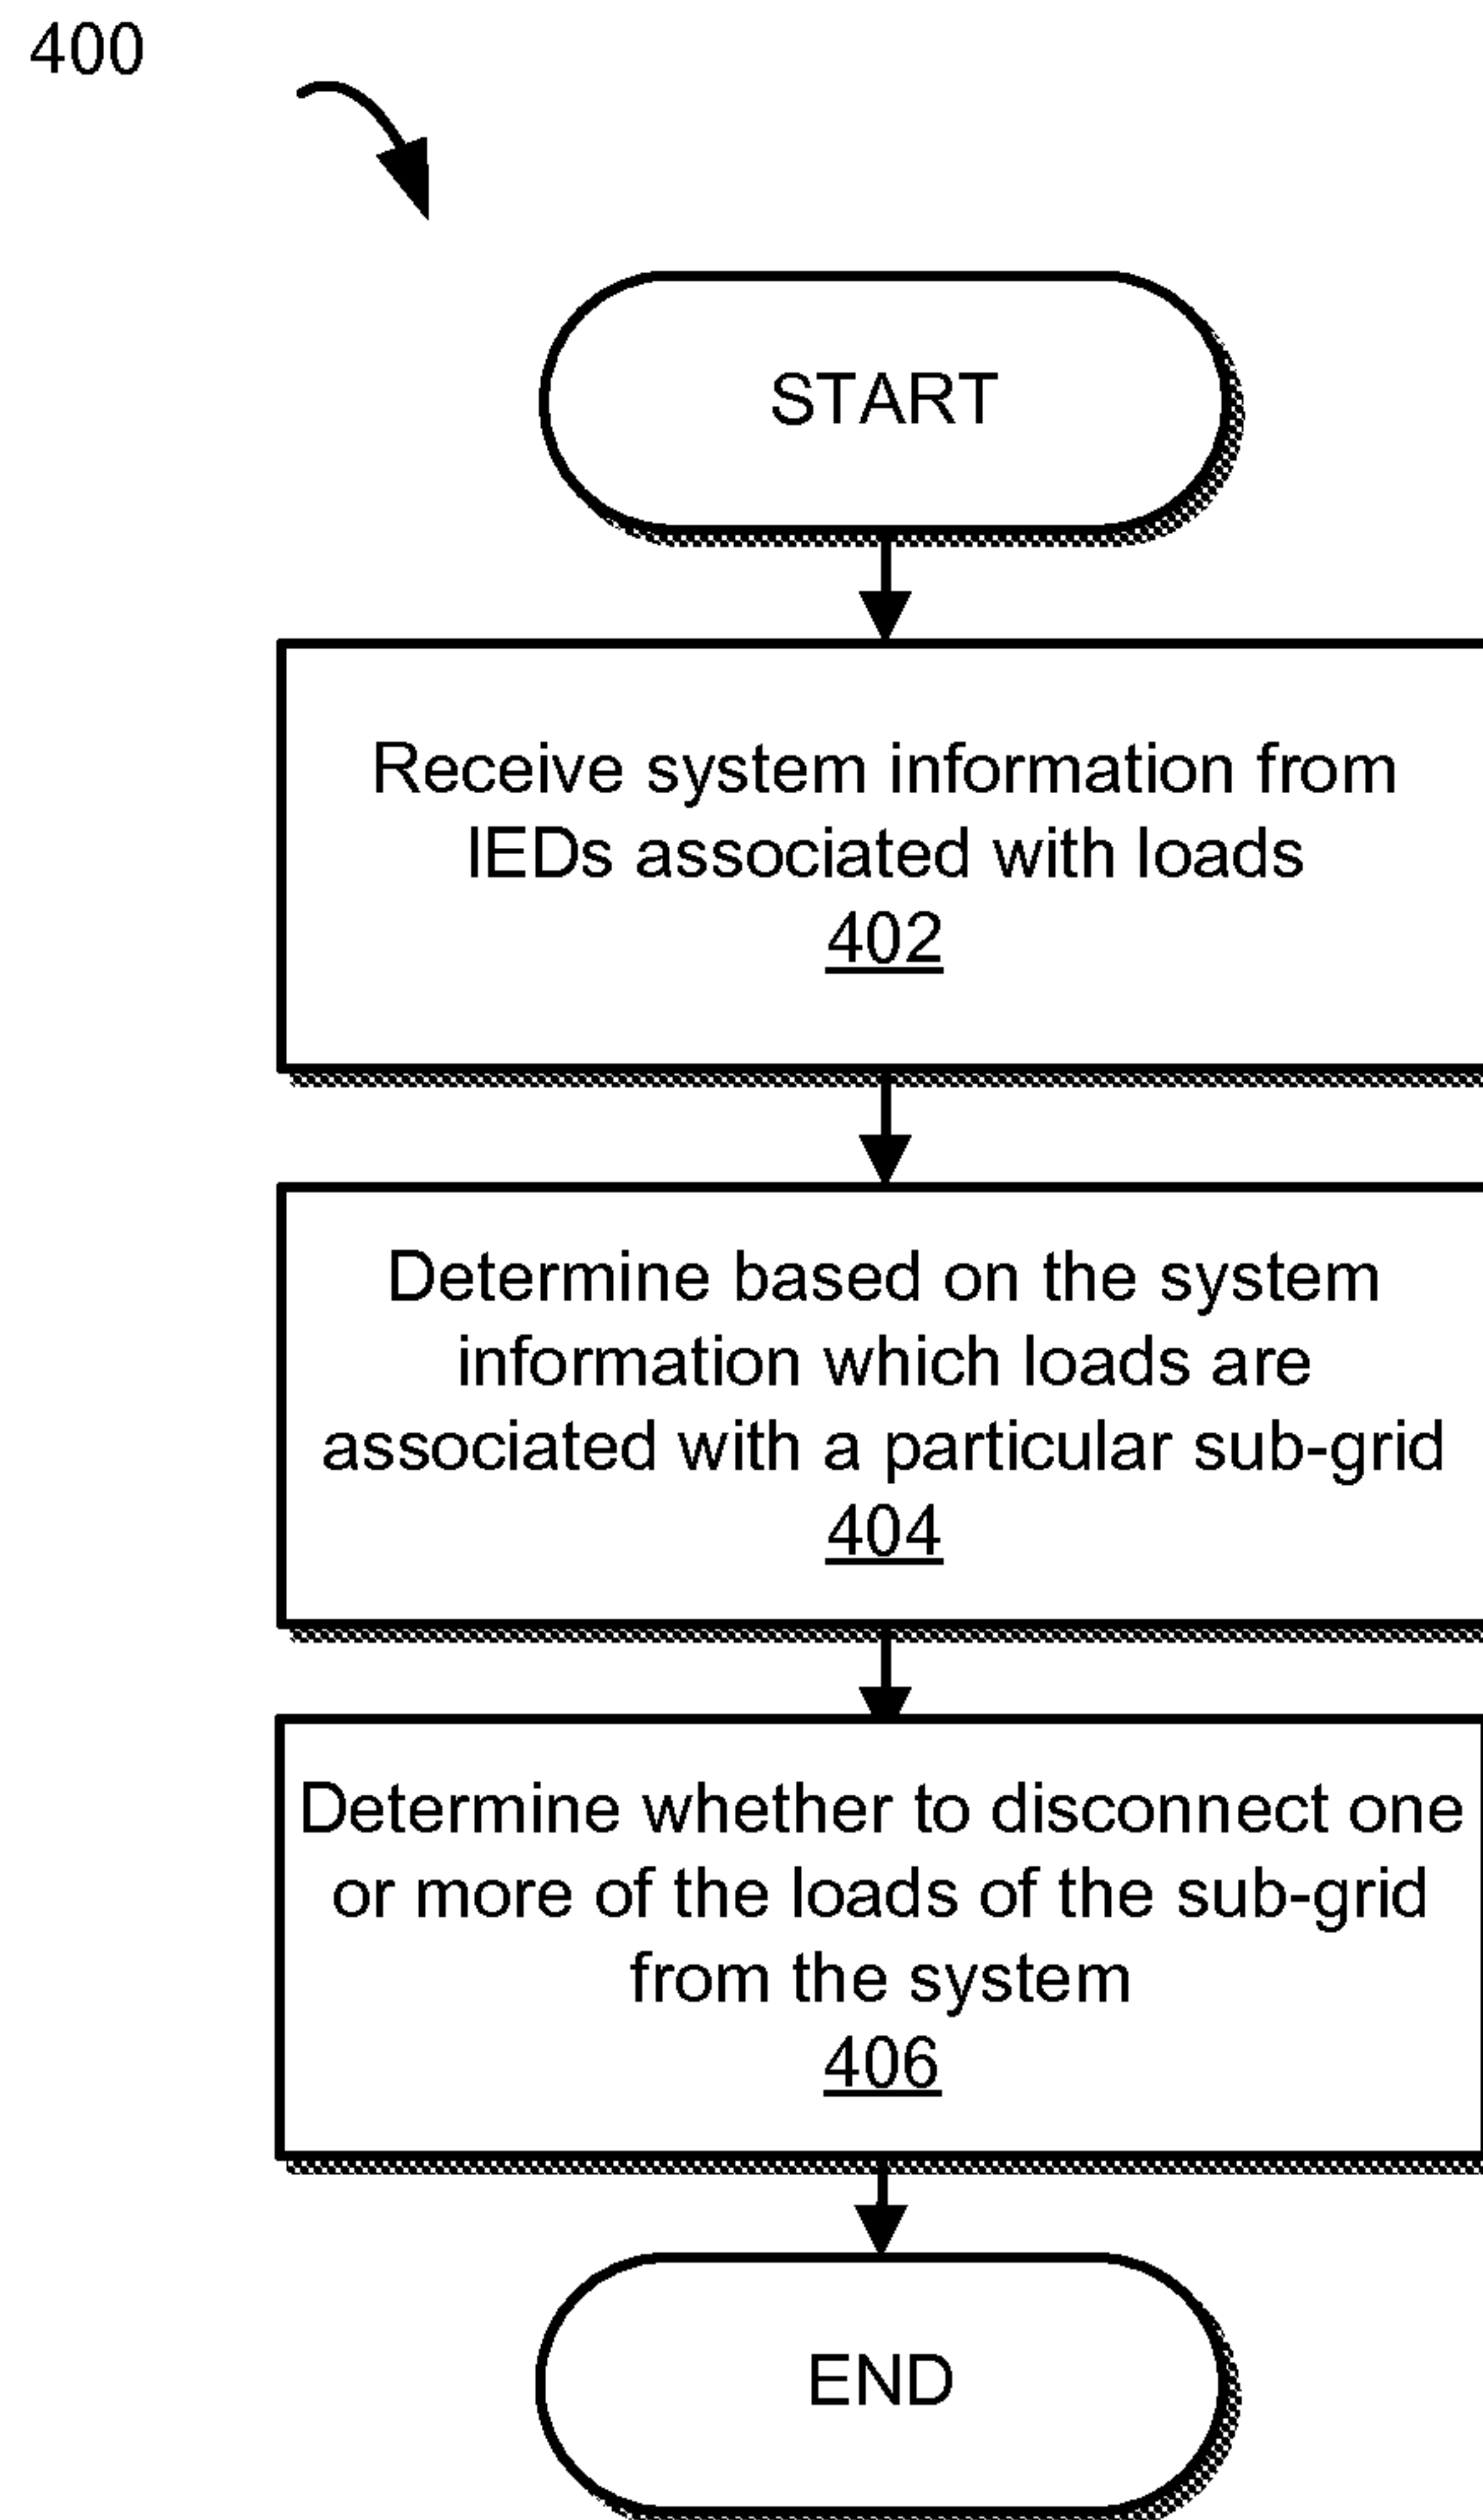 400
START
Receive system information from
IEDs associated with loads
402
Determine based on the system
information which loads are
associated with a particular sub-grid
404
Determine whether to disconnect one
or more of the loads of the sub-grid
from the system
406
END